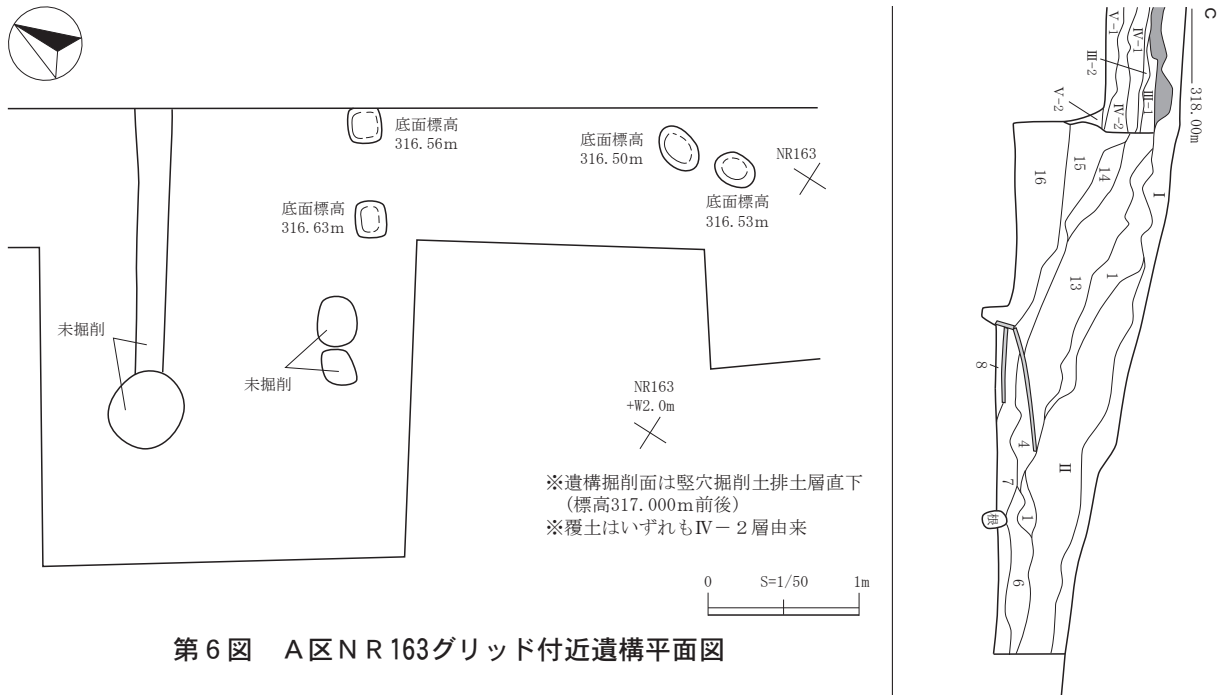 底面標高
316.56m
底面標高
316.50m
NR163
底面標高
316.53m
底面標高
316.63m
未掘削
未掘削
NR163
+W2.0m
※遺構掘削面は竪穴掘削土排土層直下
(標高317.000m前後)
※覆土はいずれもⅣ－２層由来
0 S=1/50 1m
第６図 A区ＮＲ163グリッド付近遺構平面図
C
318.00m
Ⅴ-1
Ⅳ-1
Ⅲ-2
Ⅲ-1
Ⅴ-2
Ⅳ-2
16
15
14
Ⅰ
13
1
8
4
Ⅱ
7
1
根
6